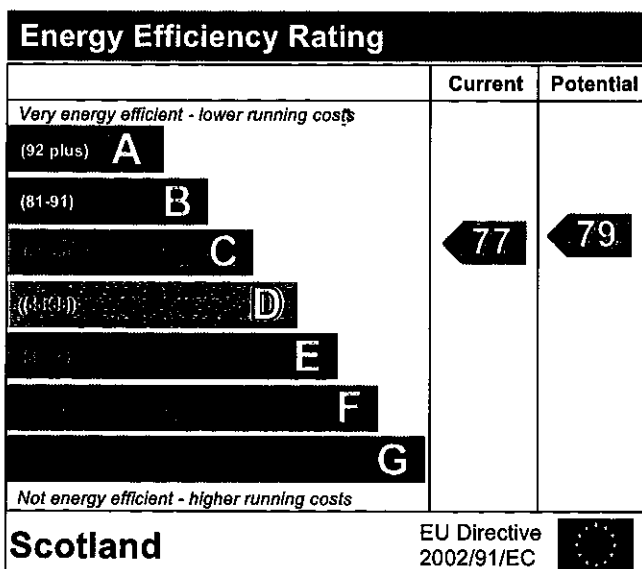 Energy Efficiency Rating
Current Potential
Very energy efficient - lower running costs
(92 plus) A
(81-91) B
C
77
79
D
E
F
G
Not energy efficient - higher running costs
Scotland
EU Directive
2002/91/EC